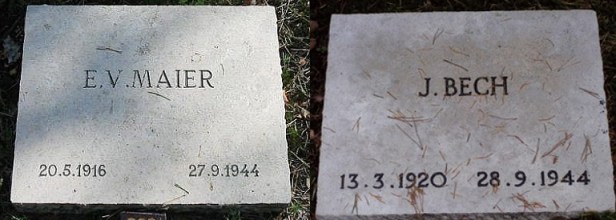 E.V. MAIER
20.5.1916 27.9.1944
J. BECH
13.3.1920 28.9.1944